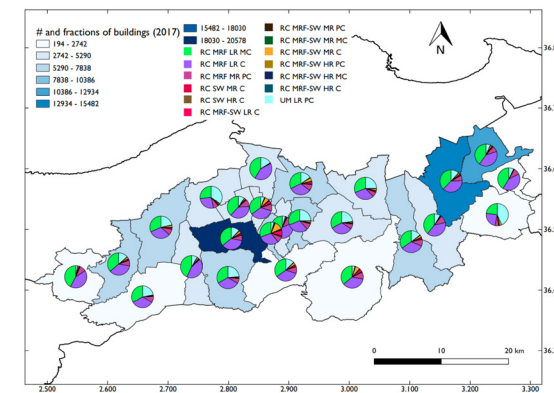 # and fractions of buildings (2017)
194 - 2742
2742 - 5290
5290 - 7838
7838 - 10386
10386 - 12934
12934 - 15482
15482 - 18030
18030 - 20578
RC MRF LR MC
RC MRF LR C
RC MRF MR PC
RC SW MR C
RC SW HR C
RC MRF-SW LR C
RC MRF-SW MR PC
RC MRF-SW MR MC
RC MRF-SW MR C
RC MRF-SW HR PC
RC MRF-SW HR MC
RC MRF-SW HR C
UM LR PC
N
0 10 20 km
2.500 2.600 2.700 2.800 2.900 3.000 3.100 3.200 3.300